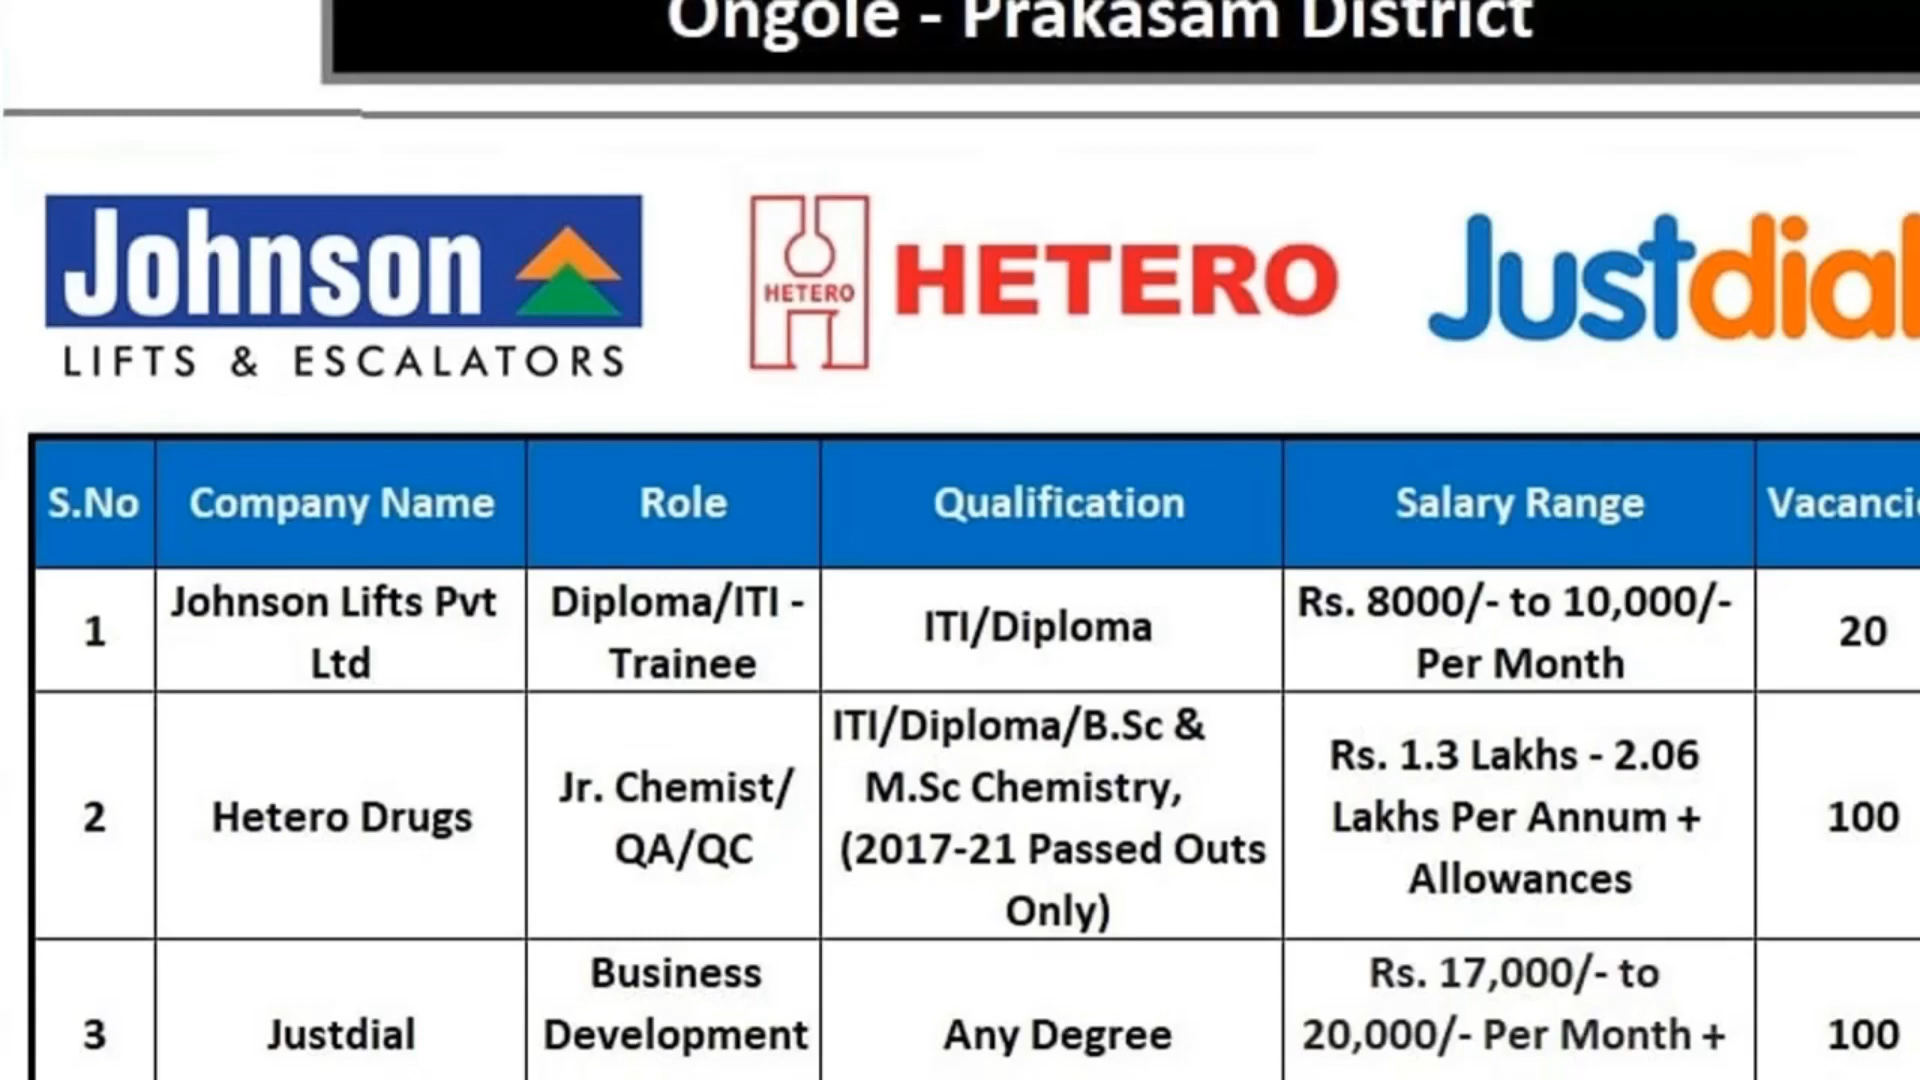 Ongole - Prakasam District
Johnson
LIFTS & ESCALATORS
HETERO
HETERO
Justdial
S.No Company Name Role Qualification Salary Range
1 Johnson Lifts Pvt Ltd Diploma/ITI - Trainee ITI/Diploma Rs. 8000/- to 10,000/- Per Month 20
2 Hetero Drugs Jr. Chemist/ QA/QC ITI/Diploma/B.Sc & M.Sc Chemistry, (2017-21 Passed Outs Only) Rs. 1.3 Lakhs - 2.06 Lakhs Per Annum + Allowances 100
3 Justdial Business Development Any Degree Rs. 17,000/- to 20,000/- Per Month + 100